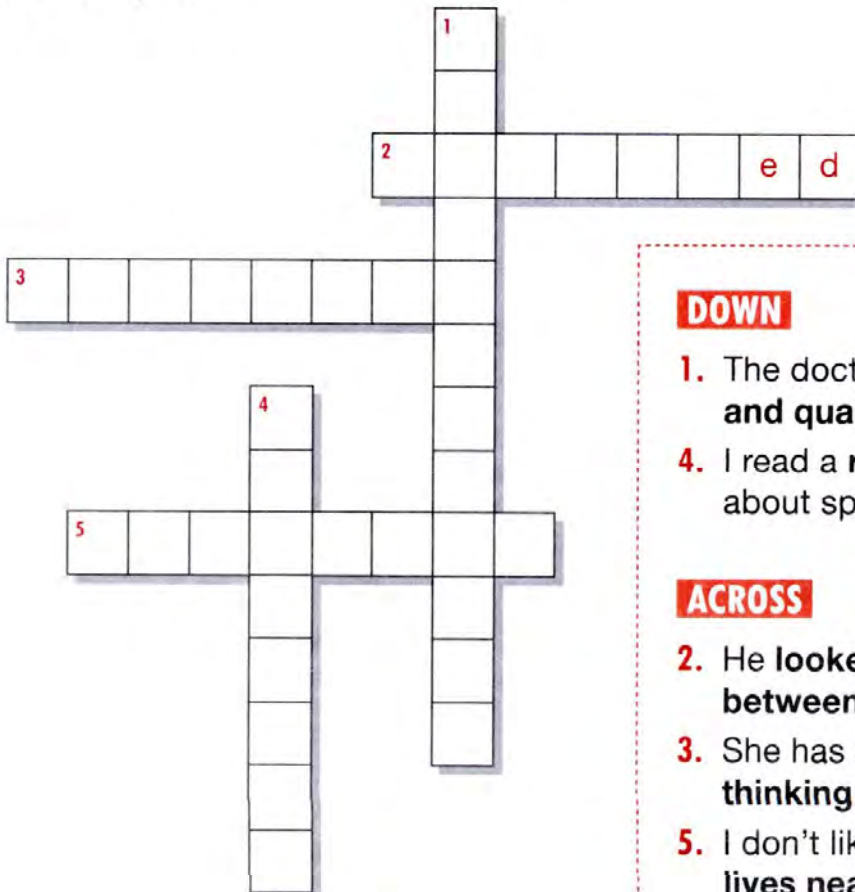 1
2 e d
3
4
5
DOWN
1. The doct
and qua
4. I read a
about sp
ACROSS
2. He looke
between
3. She has
thinking
5. I don't lik
lives nea